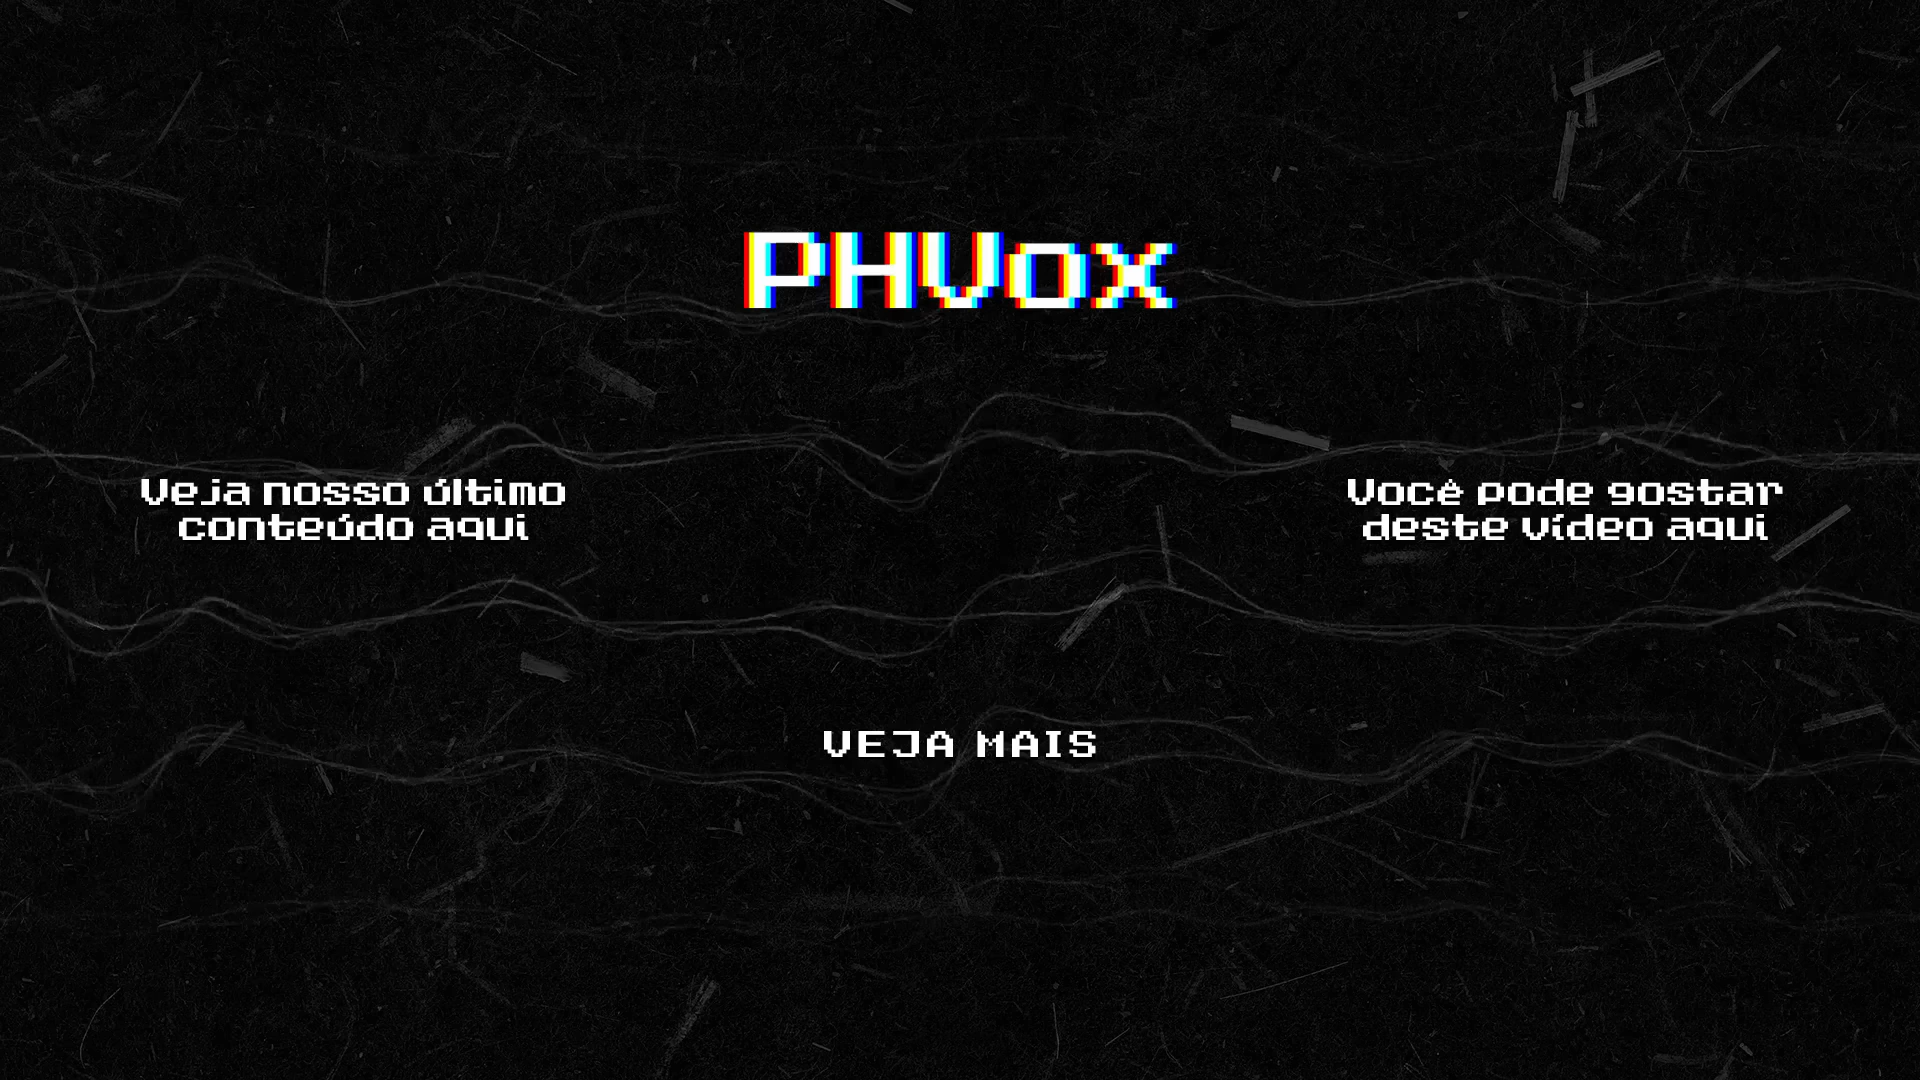 PHVox
Veja nosso último
conteúdo aqui
Você pode gostar
deste vídeo aqui
VEJA MAIS